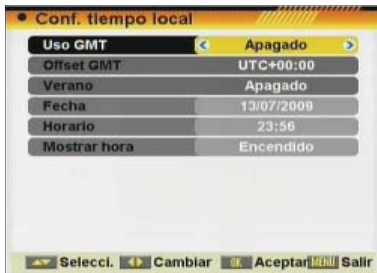 Conf. tiempo local
Uso GMT Apagado
Offset GMT UTC+00:00
Verano Apagado
Fecha 13/07/2009
Horario 23:56
Mostrar hora Encendido
Selecci. Cambiar OK Aceptar MENU Salir